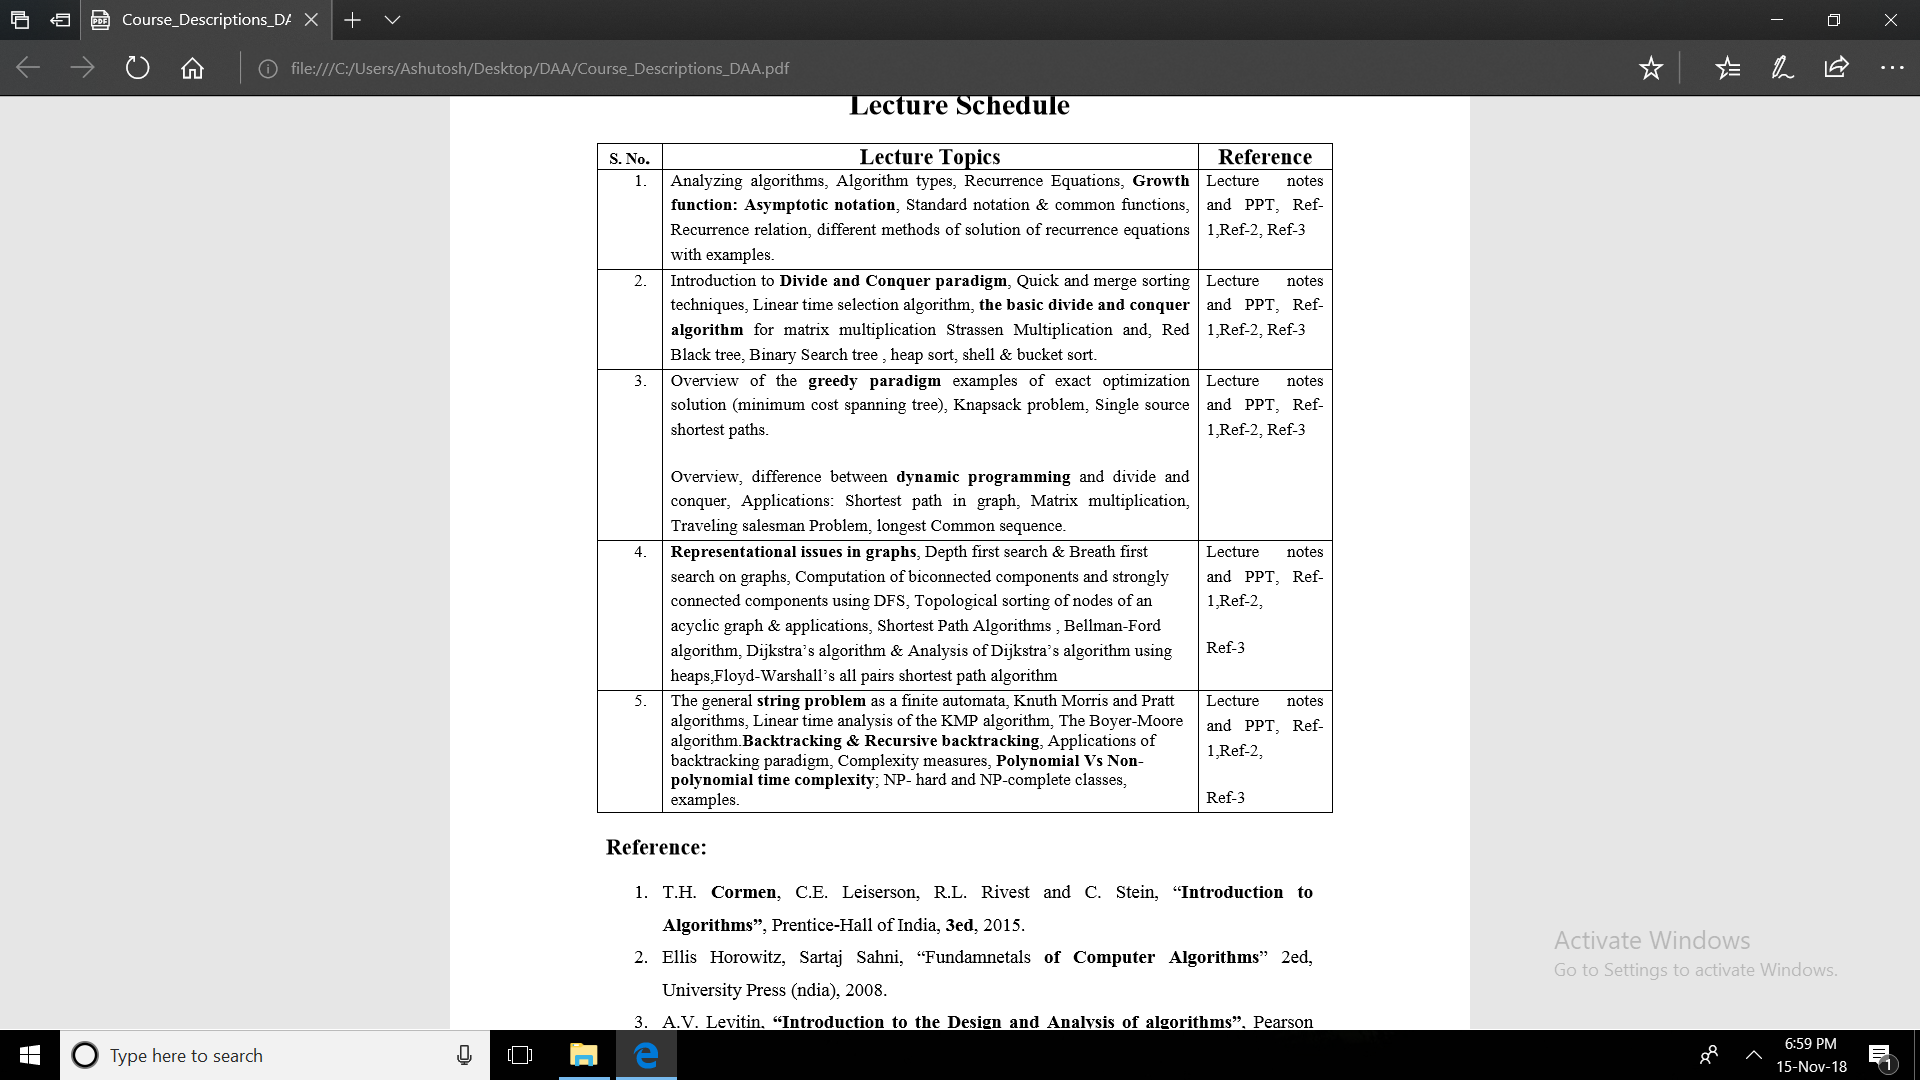 Course_Descriptions_DA
file:///C:/Users/Ashutosh/Desktop/DAA/Course_Descriptions_DAA.pdf
Lecture Schedule
S. No. Lecture Topics Reference
1. Analyzing algorithms, Algorithm types, Recurrence Equations, Growth Lecture notes
function: Asymptotic notation, Standard notation & common functions, and PPT, Ref-
Recurrence relation, different methods of solution of recurrence equations 1,Ref-2, Ref-3
with examples.
2. Introduction to Divide and Conquer paradigm, Quick and merge sorting Lecture notes
techniques, Linear time selection algorithm, the basic divide and conquer and PPT, Ref-
algorithm for matrix multiplication Strassen Multiplication and, Red 1,Ref-2, Ref-3
Black tree, Binary Search tree , heap sort, shell & bucket sort.
3. Overview of the greedy paradigm examples of exact optimization Lecture notes
solution (minimum cost spanning tree), Knapsack problem, Single source and PPT, Ref-
shortest paths. 1,Ref-2, Ref-3
Overview, difference between dynamic programming and divide and
conquer, Applications: Shortest path in graph, Matrix multiplication,
Traveling salesman Problem, longest Common sequence.
4. Representational issues in graphs, Depth first search & Breath first Lecture notes
search on graphs, Computation of biconnected components and strongly and PPT, Ref-
connected components using DFS, Topological sorting of nodes of an 1,Ref-2,
acyclic graph & applications, Shortest Path Algorithms , Bellman-Ford
algorithm, Dijkstra’s algorithm & Analysis of Dijkstra’s algorithm using Ref-3
heaps,Floyd-Warshall’s all pairs shortest path algorithm
5. The general string problem as a finite automata, Knuth Morris and Pratt Lecture notes
algorithms, Linear time analysis of the KMP algorithm, The Boyer-Moore and PPT, Ref-
algorithm.Backtracking & Recursive backtracking, Applications of 1,Ref-2,
backtracking paradigm, Complexity measures, Polynomial Vs Non-
polynomial time complexity; NP- hard and NP-complete classes,
examples. Ref-3
Reference:
1. T.H. Cormen, C.E. Leiserson, R.L. Rivest and C. Stein, “Introduction to
Algorithms”, Prentice-Hall of India, 3ed, 2015.
2. Ellis Horowitz, Sartaj Sahni, “Fundamnetals of Computer Algorithms” 2ed,
University Press (ndia), 2008.
3. A.V. Levitin, “Introduction to the Design and Analysis of algorithms”, Pearson
Activate Windows
Go to Settings to activate Windows.
Type here to search
6:59 PM
15-Nov-18
1